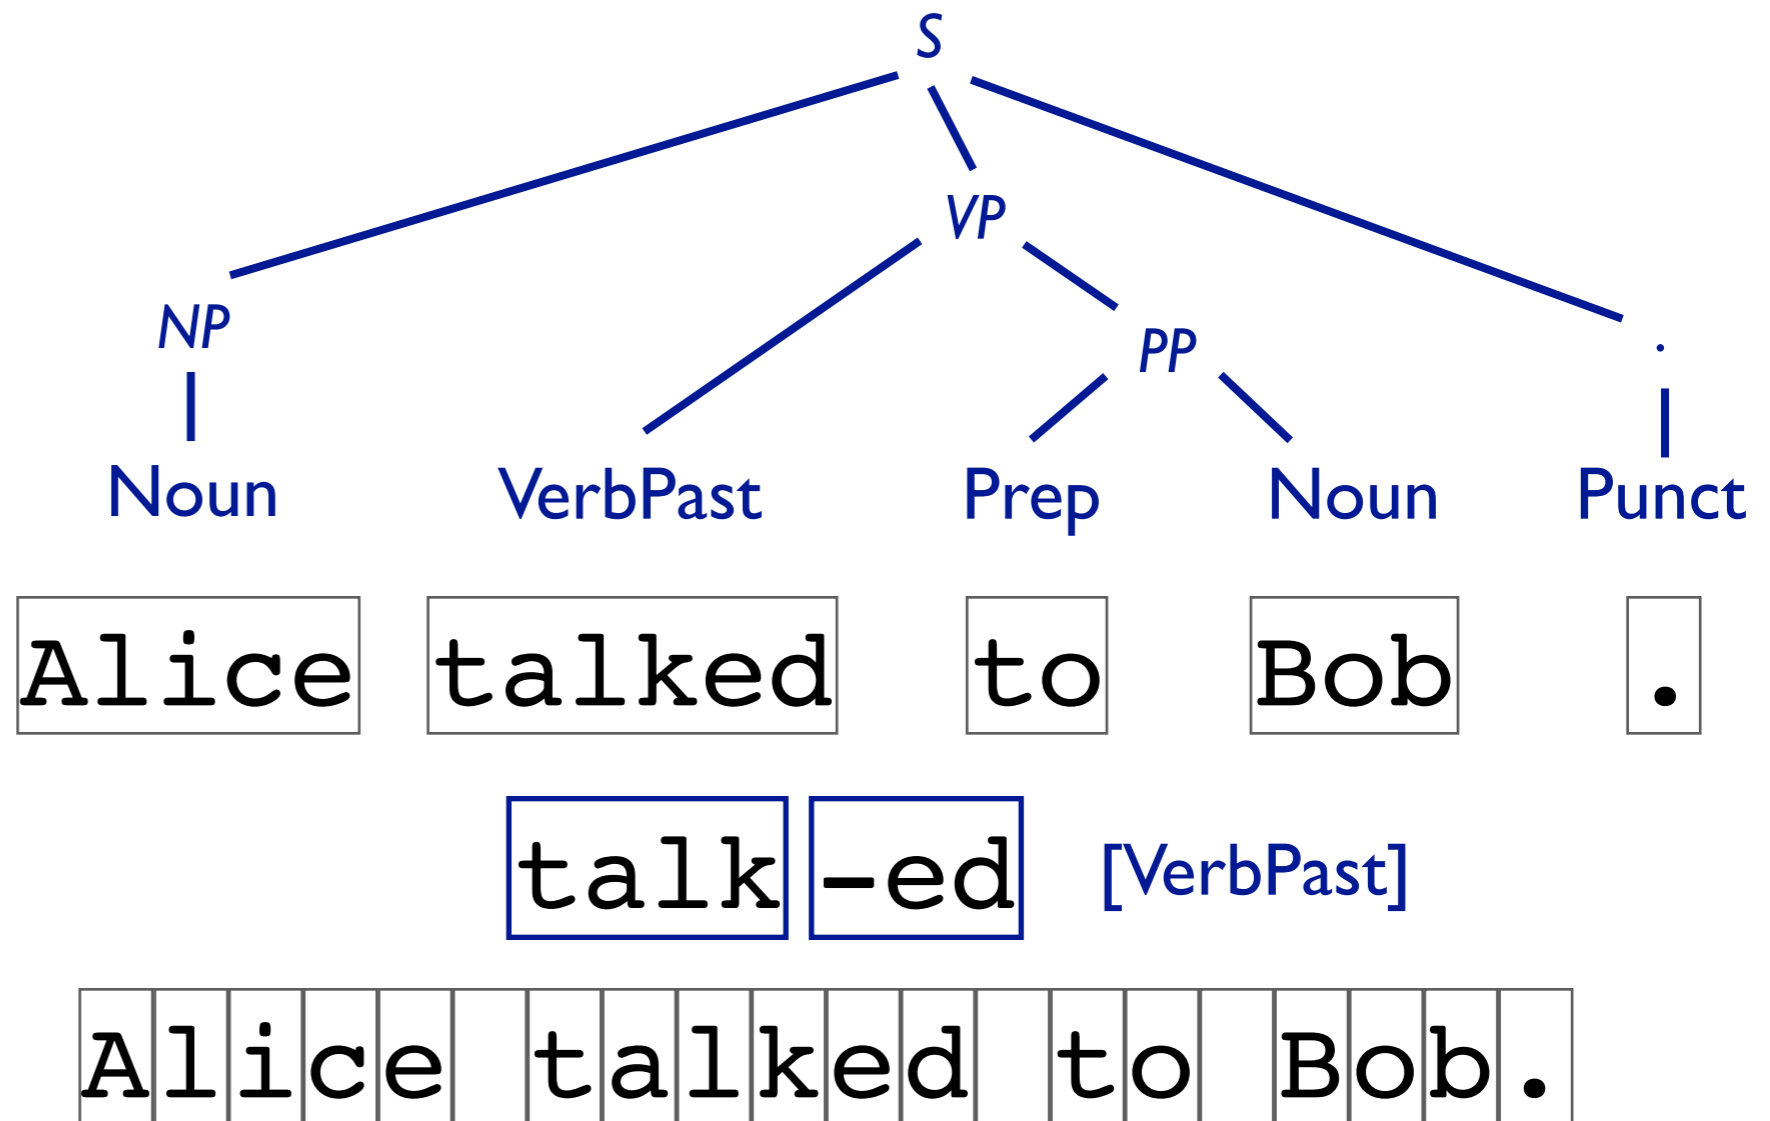 S
VP
NP
PP
.
Noun VerbPast Prep Noun Punct
Alice talked to Bob .
talk -ed [VerbPast]
Alice talked to Bob.